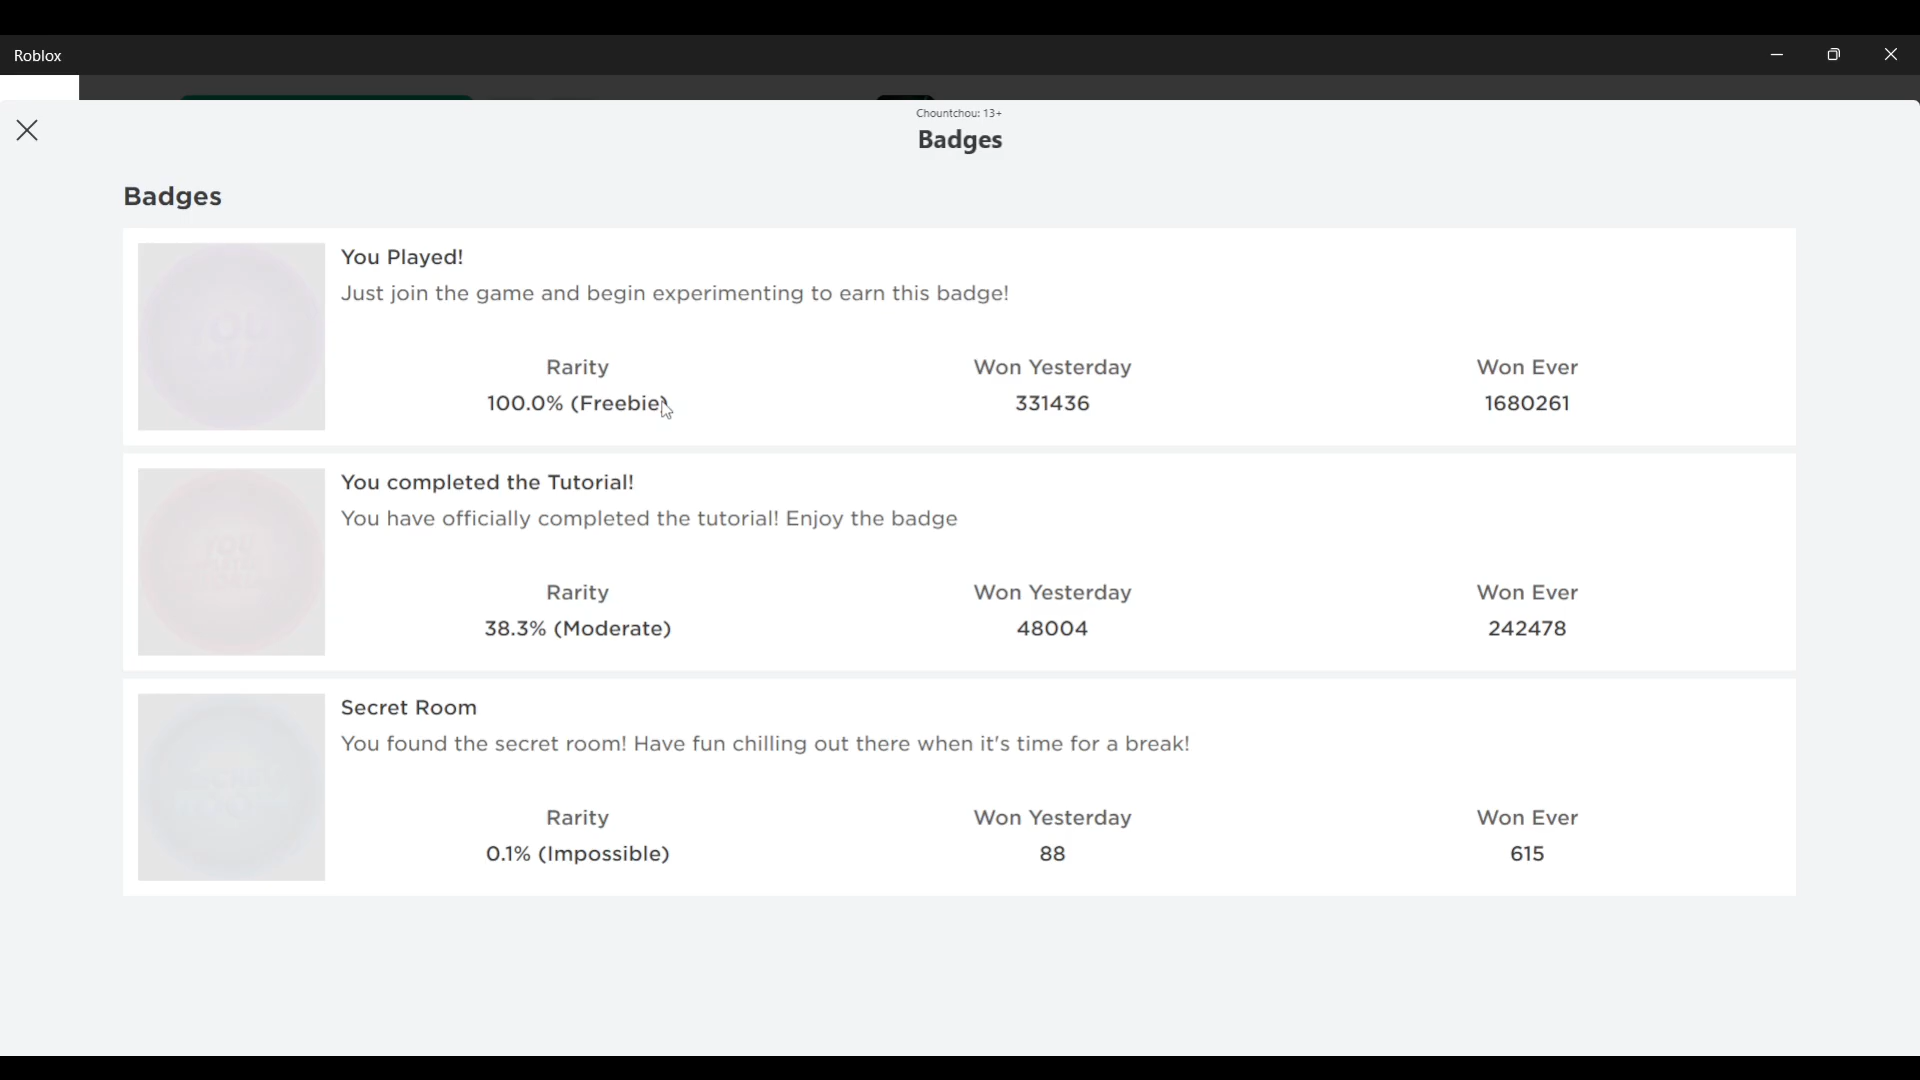 Roblox
Chountchou: 13+
Badges
Badges
You Played!
Just join the game and begin experimenting to earn this badge!
Rarity Won Yesterday Won Ever
100.0% (Freebie) 331436 1680261
You completed the Tutorial!
You have officially completed the tutorial! Enjoy the badge
Rarity Won Yesterday Won Ever
38.3% (Moderate) 48004 242478
Secret Room
You found the secret room! Have fun chilling out there when it's time for a break!
Rarity Won Yesterday Won Ever
0.1% (Impossible) 88 615